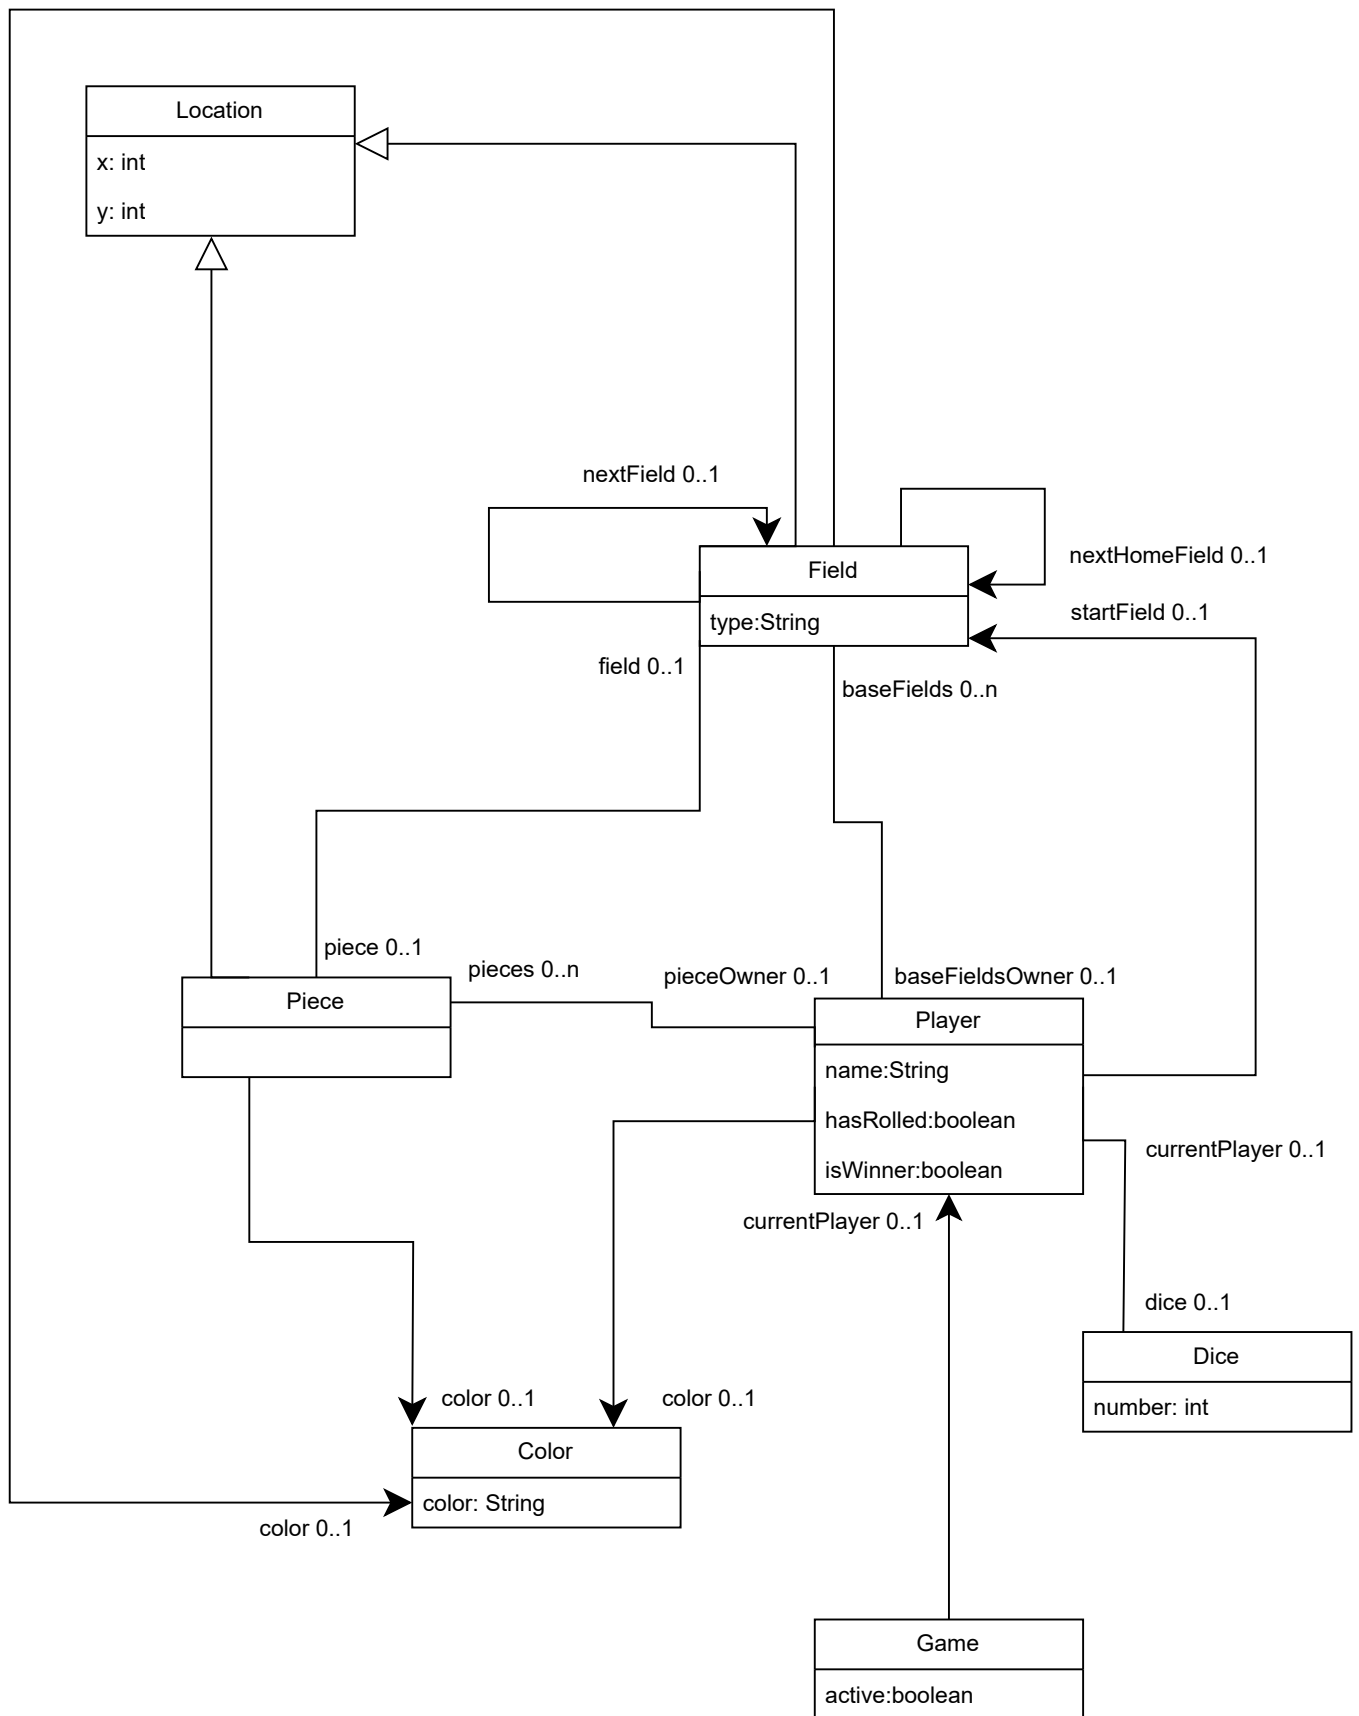 Location
x: int
y: int
nextField 0..1
Field
type:String
nextHomeField 0..1
startField 0..1
field 0..1
baseFields 0..n
piece 0..1
pieces 0..n
pieceOwner 0..1
baseFieldsOwner 0..1
Piece
Player
name:String
hasRolled:boolean
isWinner:boolean
currentPlayer 0..1
currentPlayer 0..1
dice 0..1
Dice
number: int
color 0..1
color 0..1
Color
color: String
color 0..1
Game
active:boolean